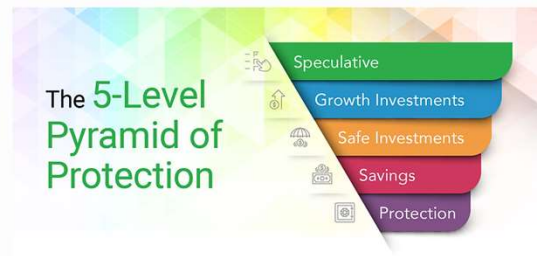 The 5-Level
Pyramid of
Protection
Speculative
Growth Investments
Safe Investments
Savings
Protection